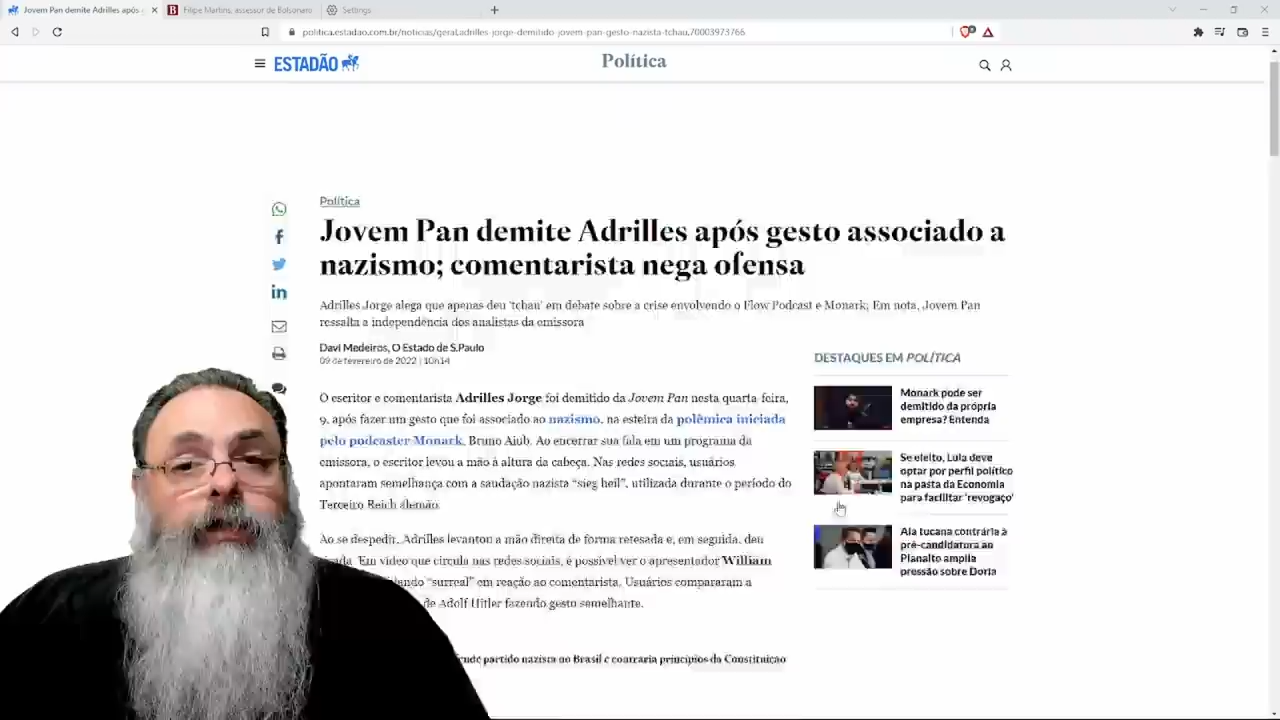 Jovem Pan demite Adrilles após g
Filipe Martins, assessor de Bolsonaro
Settings
politica.estadao.com.br/noticias/geral,adrilles-jorge-demitido-jovem-pan-gesto-nazista-tchau,70003973766
ESTADÃO
Política
Política
Jovem Pan demite Adrilles após gesto associado a
nazismo; comentarista nega ofensa
Adrilles Jorge alega que apenas deu 'tchau' em debate sobre a crise envolvendo o Flow Podcast e Monark; Em nota, Jovem Pan
ressalta a independência dos analistas da emissora
Davi Medeiros, O Estado de S.Paulo
09 de fevereiro de 2022 | 10h14
O escritor e comentarista Adrilles Jorge foi demitido da Jovem Pan nesta quarta-feira,
9, após fazer um gesto que foi associado ao nazismo, na esteira da polêmica iniciada
pelo podcaster Monark, Bruno Aiub. Ao encerrar sua fala em um programa da
emissora, o escritor levou a mão à altura da cabeça. Nas redes sociais, usuários
apontaram semelhança com a saudação nazista "sieg heil", utilizada durante o período do
Terceiro Reich alemão.
Ao se despedir, Adrilles levantou a mão direita de forma retesada e, em seguida, deu
Em vídeo que circula nas redes sociais, é possível ver o apresentador William
"surreal" em reação ao comentarista. Usuários compararam a
de Adolf Hitler fazendo gesto semelhante.
partido nazista no Brasil e contraria princípios da Constituição
DESTAQUES EM POLÍTICA
Monark pode ser
demitido da própria
empresa? Entenda
Se eleito, Lula deve
optar por perfil político
na pasta da Economia
para facilitar 'revogaço'
Ala tucana contrária à
pré-candidatura ao
Planalto amplia
pressão sobre Doria